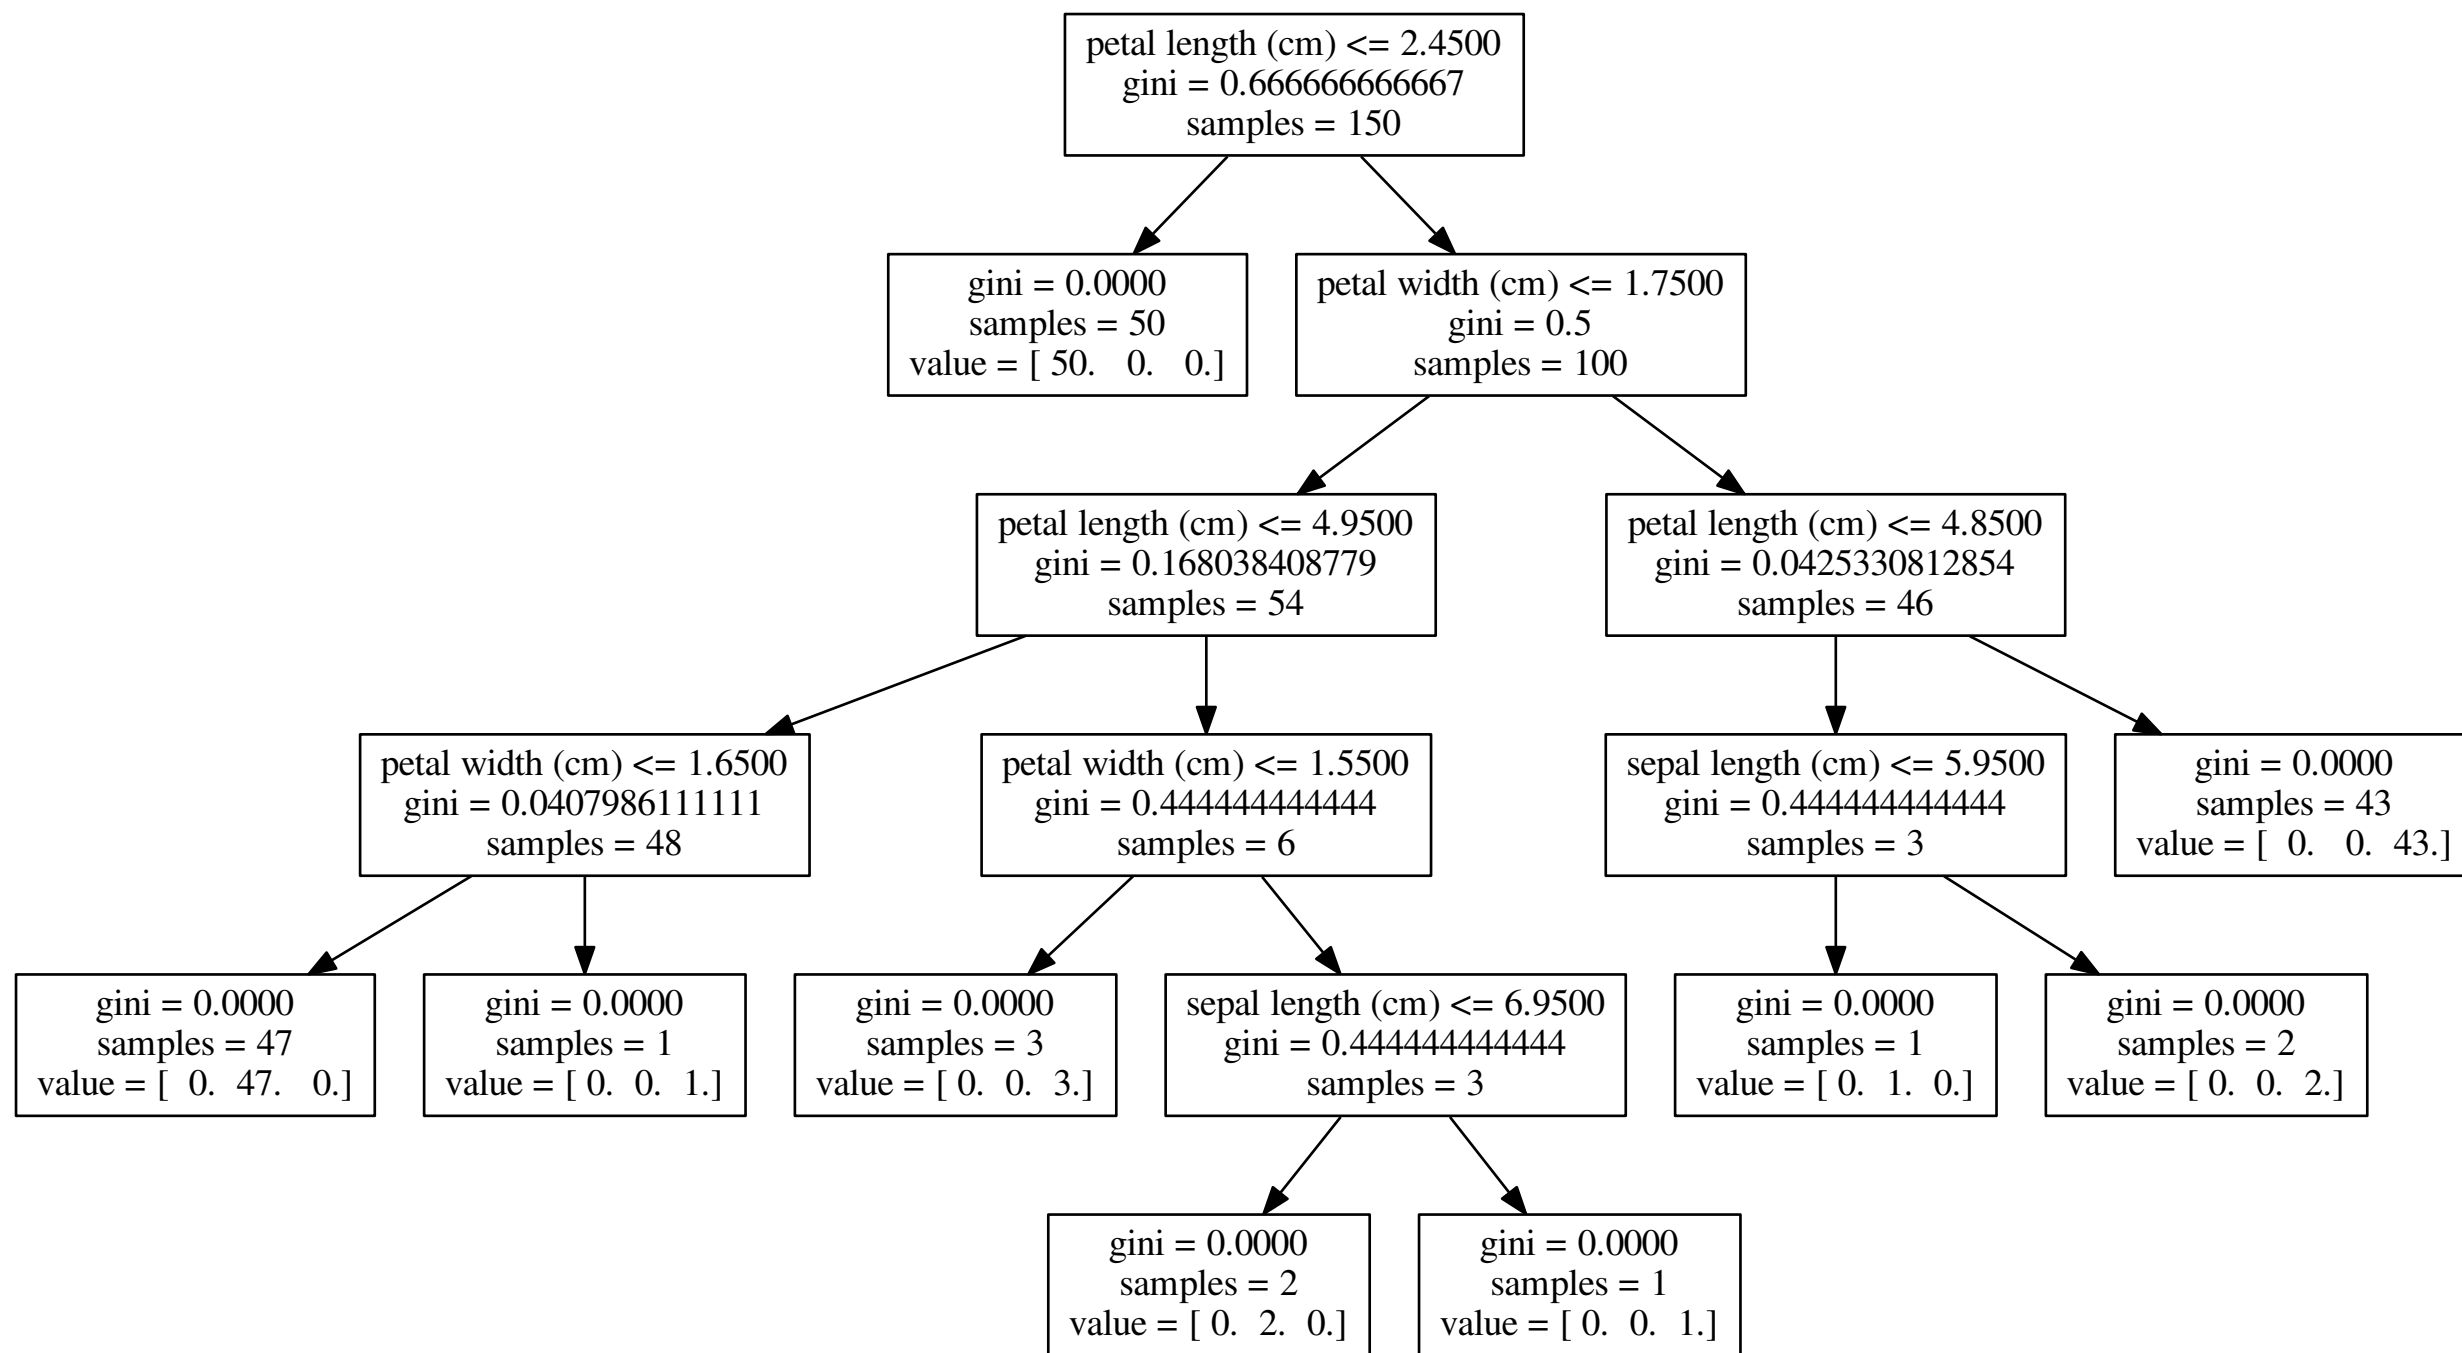 petal length (cm) <= 2.4500
gini = 0.666666666667
samples = 150
gini = 0.0000
samples = 50
value = [ 50.   0.   0.]
petal width (cm) <= 1.7500
gini = 0.5
samples = 100
petal length (cm) <= 4.9500
gini = 0.168038408779
samples = 54
petal length (cm) <= 4.8500
gini = 0.0425330812854
samples = 46
petal width (cm) <= 1.6500
gini = 0.0407986111111
samples = 48
petal width (cm) <= 1.5500
gini = 0.444444444444
samples = 6
sepal length (cm) <= 5.9500
gini = 0.444444444444
samples = 3
gini = 0.0000
samples = 43
value = [  0.   0.  43.]
gini = 0.0000
samples = 47
value = [  0.  47.   0.]
gini = 0.0000
samples = 1
value = [ 0.  0.  1.]
gini = 0.0000
samples = 3
value = [ 0.  0.  3.]
sepal length (cm) <= 6.9500
gini = 0.444444444444
samples = 3
gini = 0.0000
samples = 1
value = [ 0.  1.  0.]
gini = 0.0000
samples = 2
value = [ 0.  0.  2.]
gini = 0.0000
samples = 2
value = [ 0.  2.  0.]
gini = 0.0000
samples = 1
value = [ 0.  0.  1.]